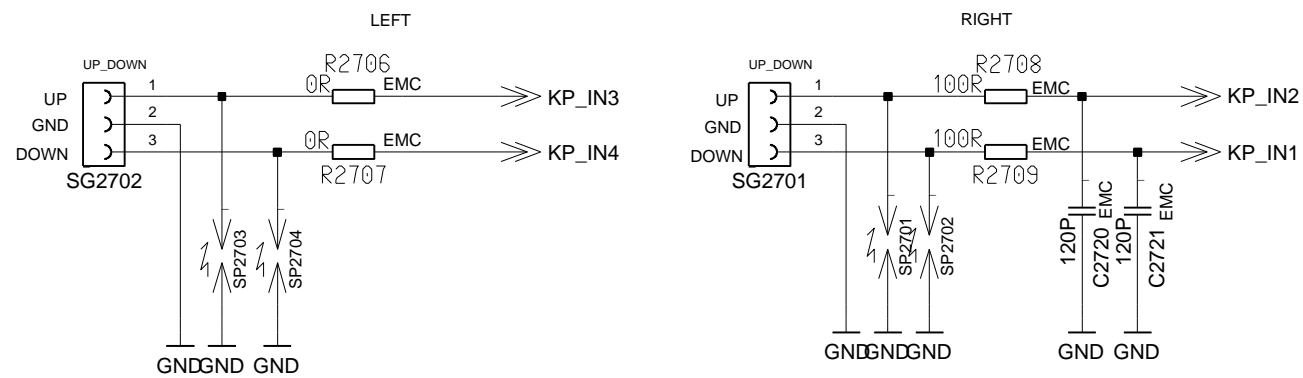 LEFT
UP_DOWN
UP 1
GND 2
DOWN 3
SG2702
R2706
0R EMC
KP_IN3
0R EMC
R2707
KP_IN4
SP2703
SP2704
GND GND GND
RIGHT
UP_DOWN
UP 1
GND 2
DOWN 3
SG2701
R2708
100R EMC
KP_IN2
100R EMC
R2709
KP_IN1
SP2701
SP2702
120P
C2720 EMC
120P
C2721 EMC
GND GND GND
GND GND